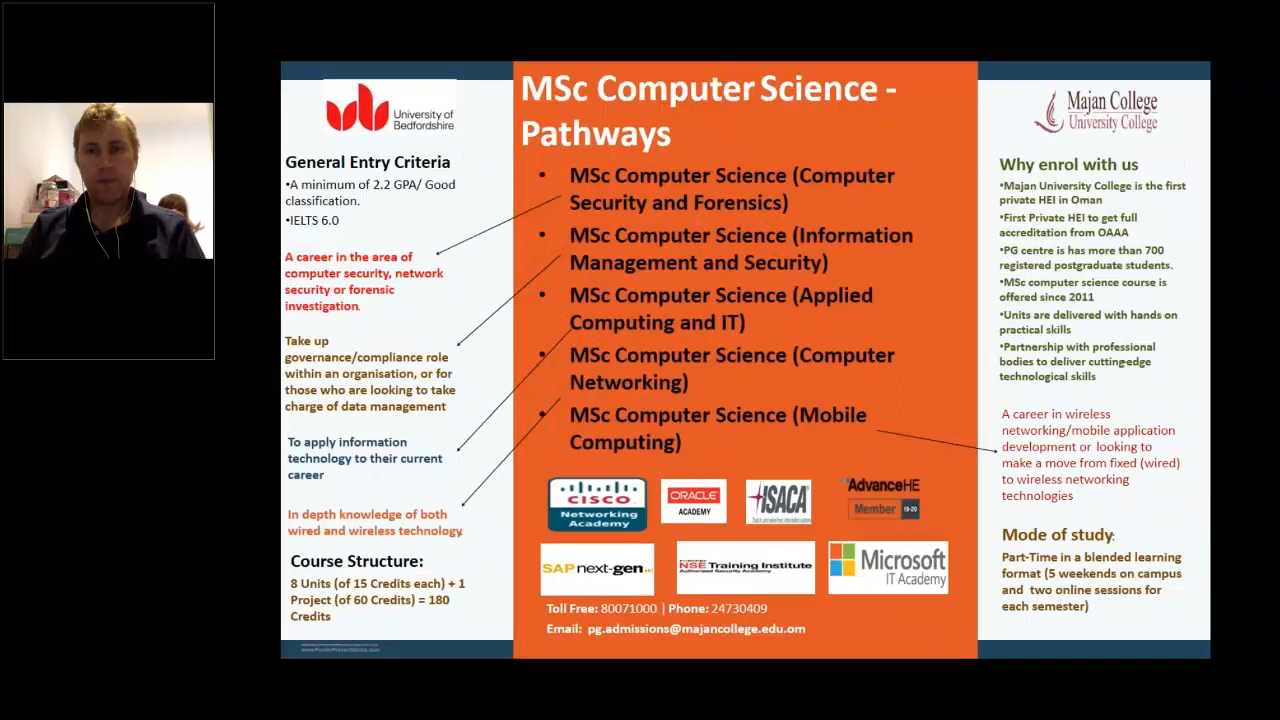 University of
Bedfordshire
General Entry Criteria
•A minimum of 2.2 GPA/ Good
classification.
•IELTS 6.0
A career in the area of
computer security, network
security or forensic
investigation.
Take up
governance/compliance role
within an organisation, or for
those who are looking to take
charge of data management
To apply information
technology to their current
career
In depth knowledge of both
wired and wireless technology.
Course Structure:
8 Units (of 15 Credits each) + 1
Project (of 60 Credits) = 180
Credits
MSc Computer Science -
Pathways
• MSc Computer Science (Computer
Security and Forensics)
• MSc Computer Science (Information
Management and Security)
• MSc Computer Science (Applied
Computing and IT)
• MSc Computer Science (Computer
Networking)
• MSc Computer Science (Mobile
Computing)
CISCO
Networking
Academy
ORACLE
ACADEMY
ISACA
AdvanceHE
Member 19-20
SAP next-gen
NSE Training Institute
Authorized Security Academy
Microsoft
IT Academy
Toll Free: 80071000 | Phone: 24730409
Email: pg.admissions@majancollege.edu.om
Majan College
University College
Why enrol with us
•Majan University College is the first
private HEI in Oman
•First Private HEI to get full
accreditation from OAAA
•PG centre is has more than 700
registered postgraduate students.
•MSc computer science course is
offered since 2011
•Units are delivered with hands on
practical skills
•Partnership with professional
bodies to deliver cutting-edge
technological skills
A career in wireless
networking/mobile application
development or looking to
make a move from fixed (wired)
to wireless networking
technologies
Mode of study:
Part-Time in a blended learning
format (5 weekends on campus
and two online sessions for
each semester)